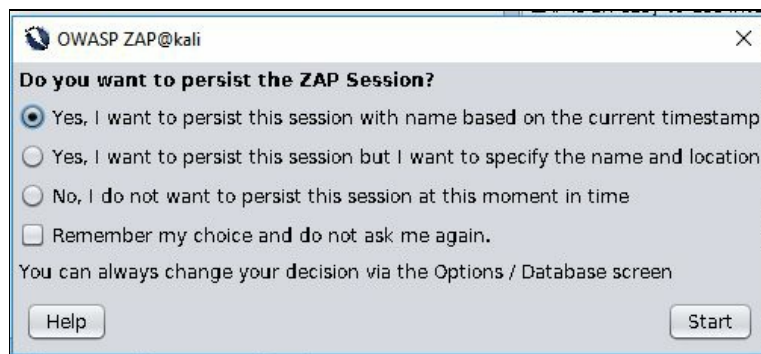 OWASP ZAP@kali
Do you want to persist the ZAP Session?
Yes, I want to persist this session with name based on the current timestamp
Yes, I want to persist this session but I want to specify the name and location
No, I do not want to persist this session at this moment in time
Remember my choice and do not ask me again.
You can always change your decision via the Options / Database screen
Help
Start